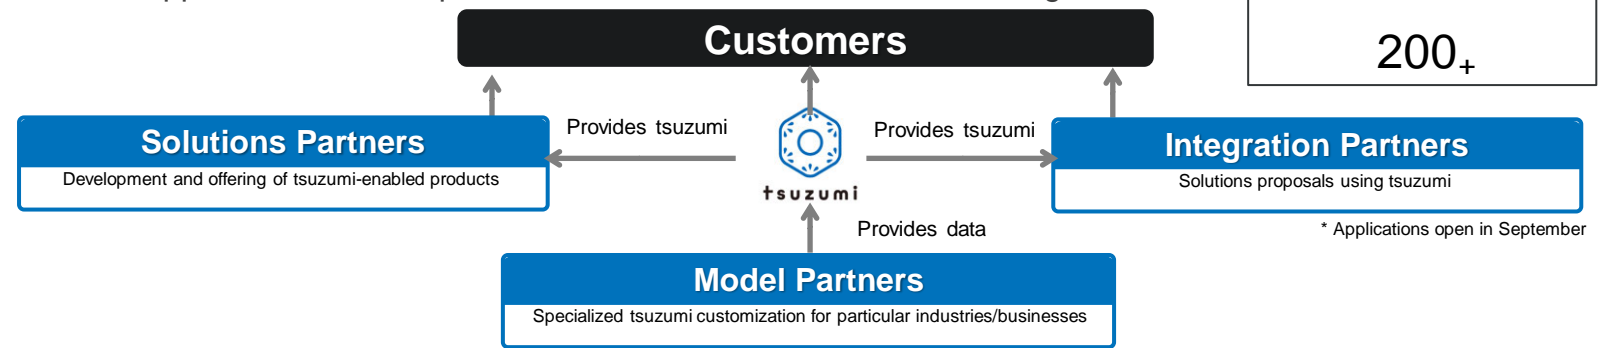 Customers
200+
Provides tsuzumi
Provides tsuzumi
Solutions Partners
Development and offering of tsuzumi-enabled products
tsuzumi
Integration Partners
Solutions proposals using tsuzumi
* Applications open in September
Provides data
Model Partners
Specialized tsuzumi customization for particular industries/businesses